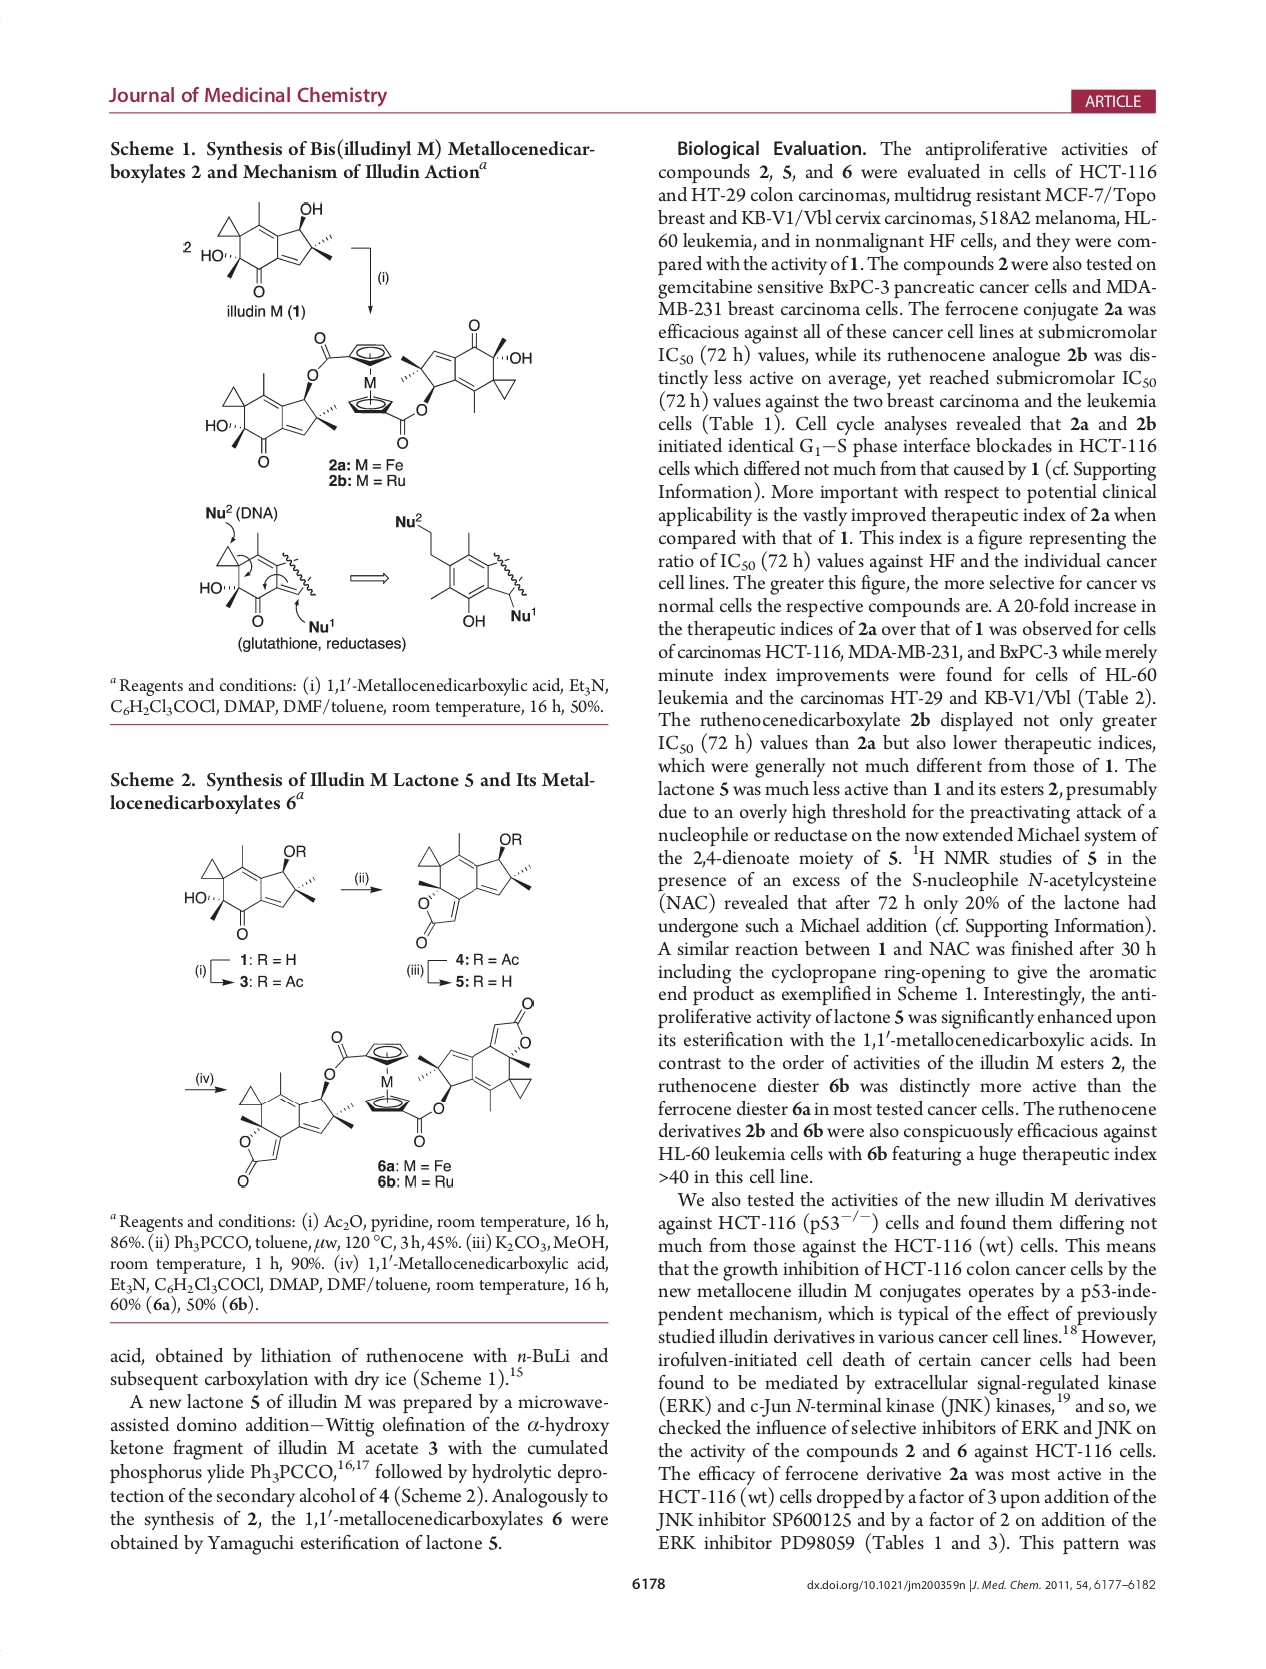 Journal of Medicinal Chemistry
ARTICLE
Scheme 1. Synthesis of Bis(illudinyl M) Metallocenedicar-
boxylates 2 and Mechanism of Illudin Action^a
OH
2
HO
O
(i)
illudin M (1)
O
O
M
O
O
OH
O
HO
O
2a: M = Fe
2b: M = Ru
Nu² (DNA)
Nu²
HO
O
Nu¹
OH
Nu¹
(glutathione, reductases)
^a Reagents and conditions: (i) 1,1′-Metallocenedicarboxylic acid, Et₃N,
C₆H₂Cl₃COCl, DMAP, DMF/toluene, room temperature, 16 h, 50%.
Scheme 2. Synthesis of Illudin M Lactone 5 and Its Metal-
locenedicarboxylates 6^a
OR
OR
(ii)
HO
O
O
O
1: R = H
4: R = Ac
(i)
(iii)
3: R = Ac
5: R = H
O
O
O
O
(iv)
M
O
O
O
O
6a: M = Fe
6b: M = Ru
^a Reagents and conditions: (i) Ac₂O, pyridine, room temperature, 16 h,
86%. (ii) Ph₃PCCO, toluene, μw, 120 °C, 3 h, 45%. (iii) K₂CO₃, MeOH,
room temperature, 1 h, 90%. (iv) 1,1′-Metallocenedicarboxylic acid,
Et₃N, C₆H₂Cl₃COCl, DMAP, DMF/toluene, room temperature, 16 h,
60% (6a), 50% (6b).
acid, obtained by lithiation of ruthenocene with n-BuLi and
subsequent carboxylation with dry ice (Scheme 1).¹⁵
A new lactone 5 of illudin M was prepared by a microwave-
assisted domino addition−Wittig olefination of the α-hydroxy
ketone fragment of illudin M acetate 3 with the cumulated
phosphorus ylide Ph₃PCCO,¹⁶,¹⁷ followed by hydrolytic depro-
tection of the secondary alcohol of 4 (Scheme 2). Analogously to
the synthesis of 2, the 1,1′-metallocenedicarboxylates 6 were
obtained by Yamaguchi esterification of lactone 5.
Biological Evaluation. The antiproliferative activities of
compounds 2, 5, and 6 were evaluated in cells of HCT-116
and HT-29 colon carcinomas, multidrug resistant MCF-7/Topo
breast and KB-V1/Vbl cervix carcinomas, 518A2 melanoma, HL-
60 leukemia, and in nonmalignant HF cells, and they were com-
pared with the activity of 1. The compounds 2 were also tested on
gemcitabine sensitive BxPC-3 pancreatic cancer cells and MDA-
MB-231 breast carcinoma cells. The ferrocene conjugate 2a was
efficacious against all of these cancer cell lines at submicromolar
IC₅₀ (72 h) values, while its ruthenocene analogue 2b was dis-
tinctly less active on average, yet reached submicromolar IC₅₀
(72 h) values against the two breast carcinoma and the leukemia
cells (Table 1). Cell cycle analyses revealed that 2a and 2b
initiated identical G₁−S phase interface blockades in HCT-116
cells which differed not much from that caused by 1 (cf. Supporting
Information). More important with respect to potential clinical
applicability is the vastly improved therapeutic index of 2a when
compared with that of 1. This index is a figure representing the
ratio of IC₅₀ (72 h) values against HF and the individual cancer
cell lines. The greater this figure, the more selective for cancer vs
normal cells the respective compounds are. A 20-fold increase in
the therapeutic indices of 2a over that of 1 was observed for cells
of carcinomas HCT-116, MDA-MB-231, and BxPC-3 while merely
minute index improvements were found for cells of HL-60
leukemia and the carcinomas HT-29 and KB-V1/Vbl (Table 2).
The ruthenocenedicarboxylate 2b displayed not only greater
IC₅₀ (72 h) values than 2a but also lower therapeutic indices,
which were generally not much different from those of 1. The
lactone 5 was much less active than 1 and its esters 2, presumably
due to an overly high threshold for the preactivating attack of a
nucleophile or reductase on the now extended Michael system of
the 2,4-dienoate moiety of 5. ¹H NMR studies of 5 in the
presence of an excess of the S-nucleophile N-acetylcysteine
(NAC) revealed that after 72 h only 20% of the lactone had
undergone such a Michael addition (cf. Supporting Information).
A similar reaction between 1 and NAC was finished after 30 h
including the cyclopropane ring-opening to give the aromatic
end product as exemplified in Scheme 1. Interestingly, the anti-
proliferative activity of lactone 5 was significantly enhanced upon
its esterification with the 1,1′-metallocenedicarboxylic acids. In
contrast to the order of activities of the illudin M esters 2, the
ruthenocene diester 6b was distinctly more active than the
ferrocene diester 6a in most tested cancer cells. The ruthenocene
derivatives 2b and 6b were also conspicuously efficacious against
HL-60 leukemia cells with 6b featuring a huge therapeutic index
>40 in this cell line.
We also tested the activities of the new illudin M derivatives
against HCT-116 (p53⁻/⁻) cells and found them differing not
much from those against the HCT-116 (wt) cells. This means
that the growth inhibition of HCT-116 colon cancer cells by the
new metallocene illudin M conjugates operates by a p53-inde-
pendent mechanism, which is typical of the effect of previously
studied illudin derivatives in various cancer cell lines.¹⁸ However,
irofulven-initiated cell death of certain cancer cells had been
found to be mediated by extracellular signal-regulated kinase
(ERK) and c-Jun N-terminal kinase (JNK) kinases,¹⁹ and so, we
checked the influence of selective inhibitors of ERK and JNK on
the activity of the compounds 2 and 6 against HCT-116 cells.
The efficacy of ferrocene derivative 2a was most active in the
HCT-116 (wt) cells dropped by a factor of 3 upon addition of the
JNK inhibitor SP600125 and by a factor of 2 on addition of the
ERK inhibitor PD98059 (Tables 1 and 3). This pattern was
6178
dx.doi.org/10.1021/jm200359n |J. Med. Chem. 2011, 54, 6177–6182